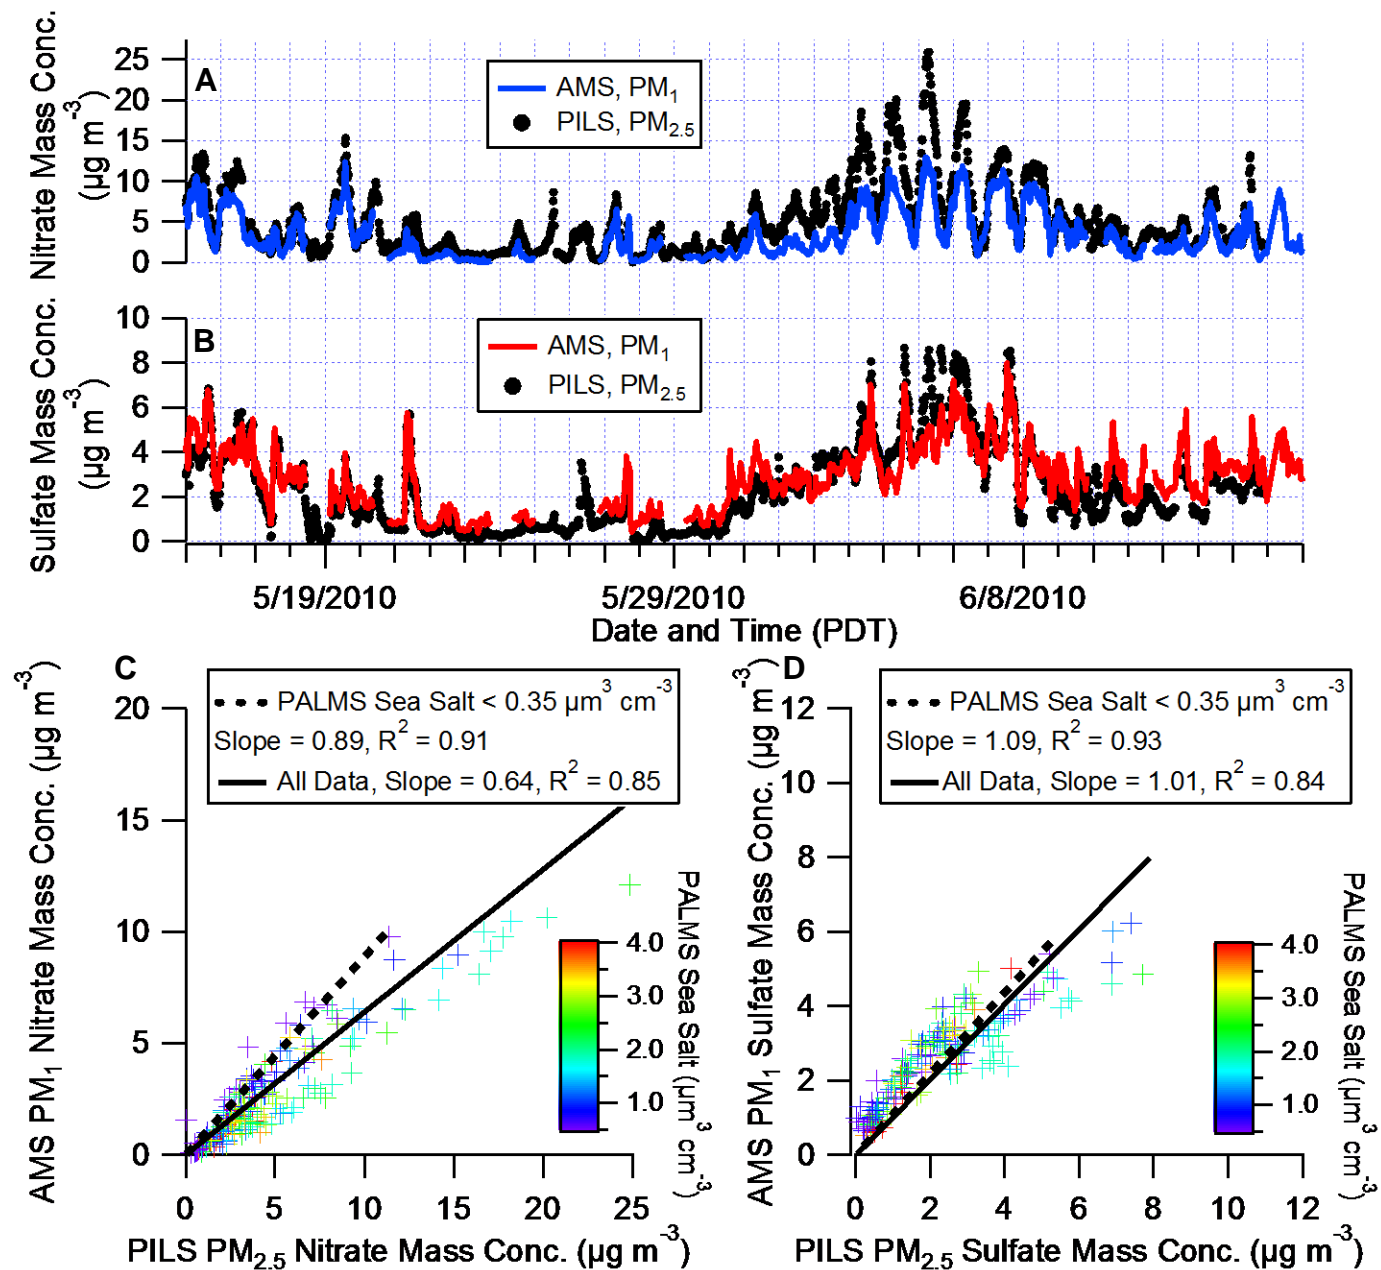 Nitrate Mass Conc.
(µg m⁻³)
25
20
15
10
5
0
A
AMS, PM₁
PILS, PM₂.₅
Sulfate Mass Conc.
(µg m⁻³)
10
8
6
4
2
0
B
AMS, PM₁
PILS, PM₂.₅
5/19/2010 5/29/2010 6/8/2010
Date and Time (PDT)
C
AMS PM₁ Nitrate Mass Conc. (µg m⁻³)
20
15
10
5
0
PALMS Sea Salt < 0.35 µm³ cm⁻³
Slope = 0.89, R² = 0.91
All Data, Slope = 0.64, R² = 0.85
PALMS Sea Salt (µm³ cm⁻³)
4.0
3.0
2.0
1.0
0 5 10 15 20 25
PILS PM₂.₅ Nitrate Mass Conc. (µg m⁻³)
D
AMS PM₁ Sulfate Mass Conc. (µg m⁻³)
12
10
8
6
4
2
0
PALMS Sea Salt < 0.35 µm³ cm⁻³
Slope = 1.09, R² = 0.93
All Data, Slope = 1.01, R² = 0.84
PALMS Sea Salt (µm³ cm⁻³)
4.0
3.0
2.0
1.0
0 2 4 6 8 10 12
PILS PM₂.₅ Sulfate Mass Conc. (µg m⁻³)